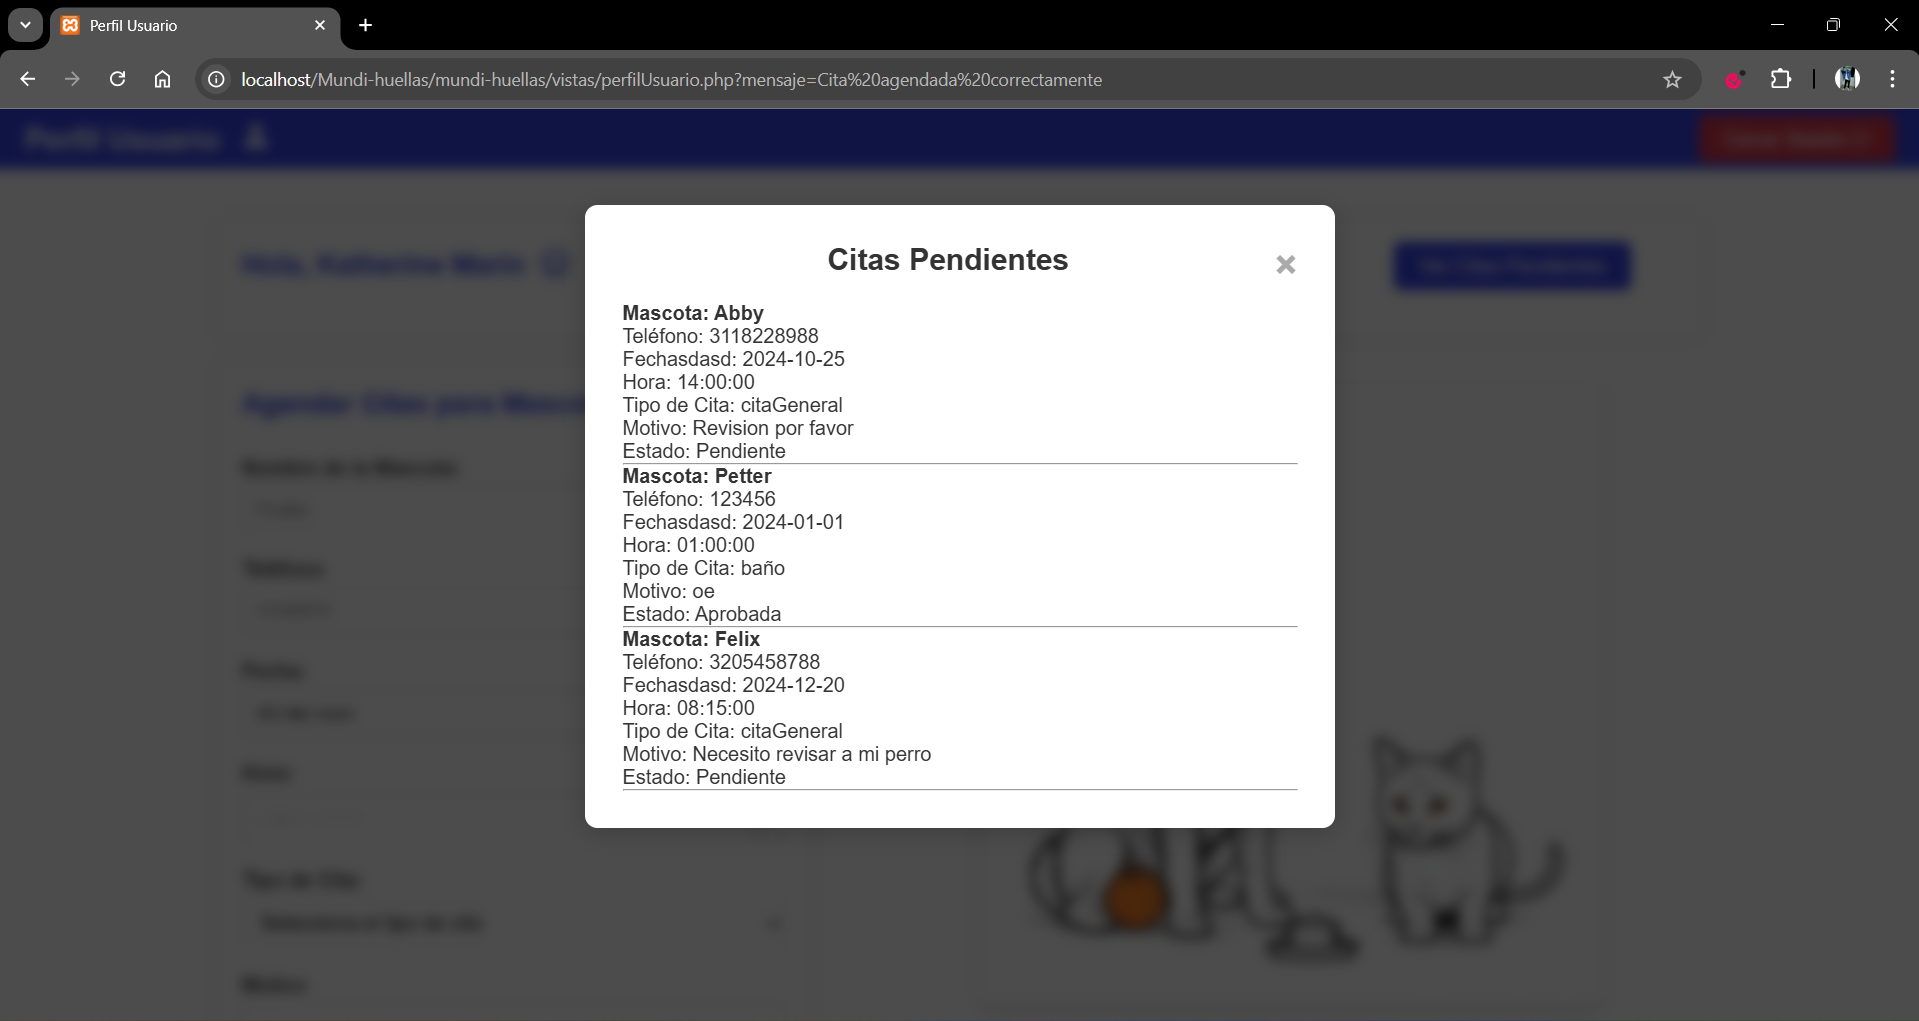 Perfil Usuario
localhost/Mundi-huellas/mundi-huellas/vistas/perfilUsuario.php?mensaje=Cita%20agendada%20correctamente
Perfil Usuario
Hola, Katherine Marin
Citas Pendientes
Mascota: Abby
Teléfono: 3118228988
Fechasdasd: 2024-10-25
Hora: 14:00:00
Tipo de Cita: citaGeneral
Motivo: Revision por favor
Estado: Pendiente
Mascota: Petter
Teléfono: 123456
Fechasdasd: 2024-01-01
Hora: 01:00:00
Tipo de Cita: baño
Motivo: oe
Estado: Aprobada
Mascota: Felix
Teléfono: 3205458788
Fechasdasd: 2024-12-20
Hora: 08:15:00
Tipo de Cita: citaGeneral
Motivo: Necesito revisar a mi perro
Estado: Pendiente
Agendar Citas para
Nombre de la Mascota
Teléfono
Fecha
Hora
Tipo de Cita
Selecciona el tipo de cita
Motivo